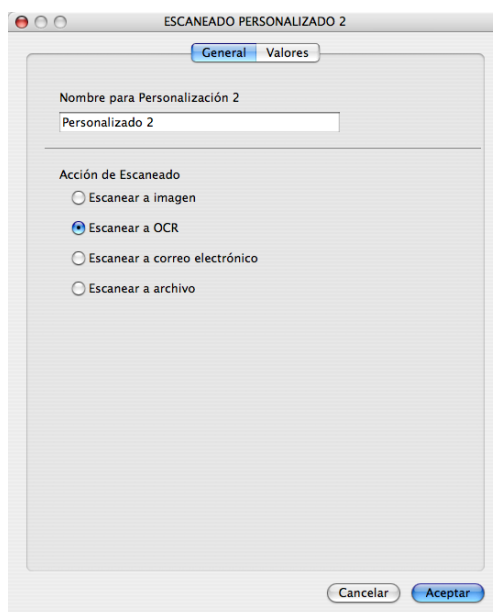 ESCANEADO PERSONALIZADO 2
General Valores
Nombre para Personalización 2
Personalizado 2
Acción de Escaneado
Escanear a imagen
Escanear a OCR
Escanear a correo electrónico
Escanear a archivo
Cancelar Aceptar